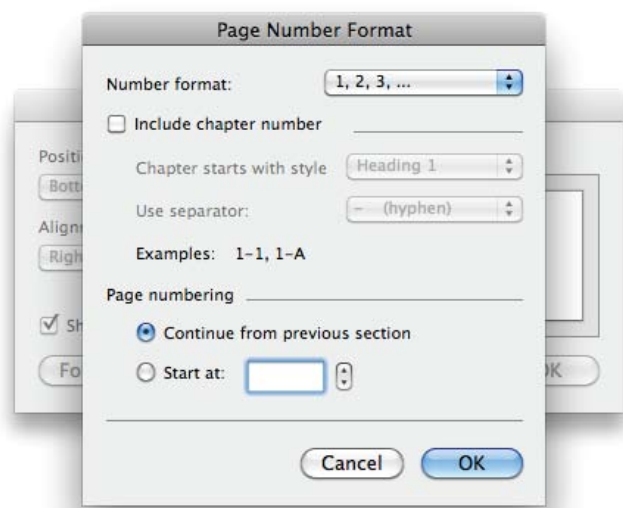 Page Number Format
Number format: 1, 2, 3, ...
Include chapter number
Chapter starts with style Heading 1
Use separator: - (hyphen)
Examples: 1-1, 1-A
Page numbering
Continue from previous section
Start at:
Cancel OK